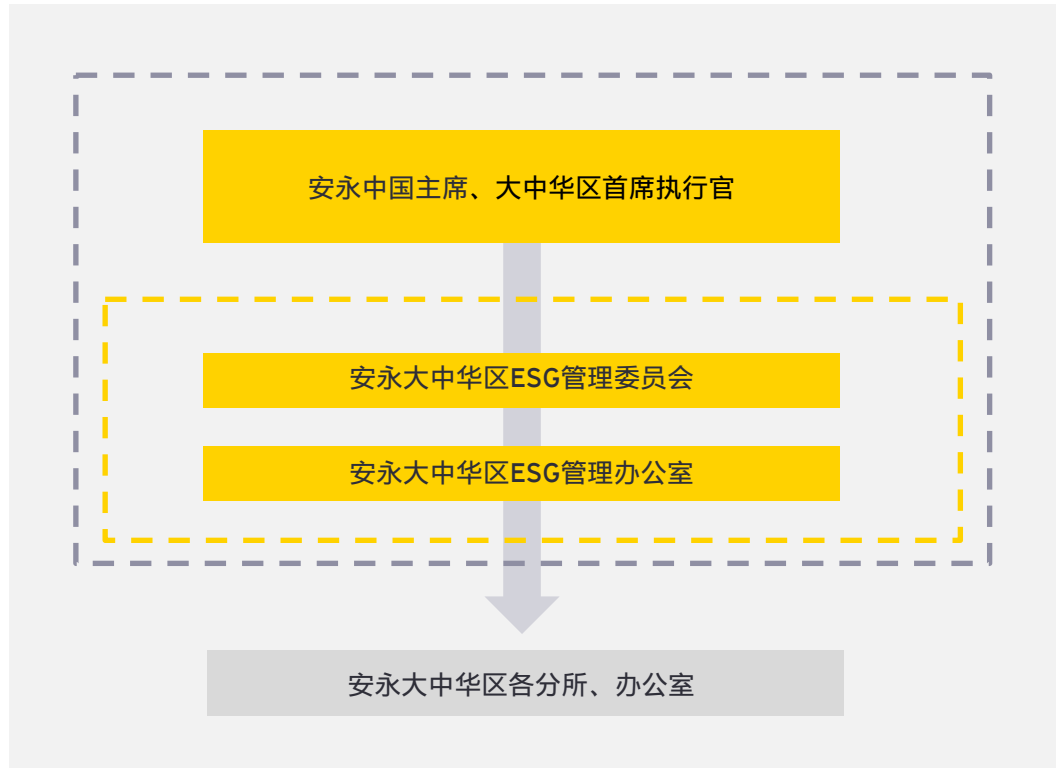 安永中国主席、大中华区首席执行官
安永大中华区ESG管理委员会
安永大中华区ESG管理办公室
安永大中华区各分所、办公室